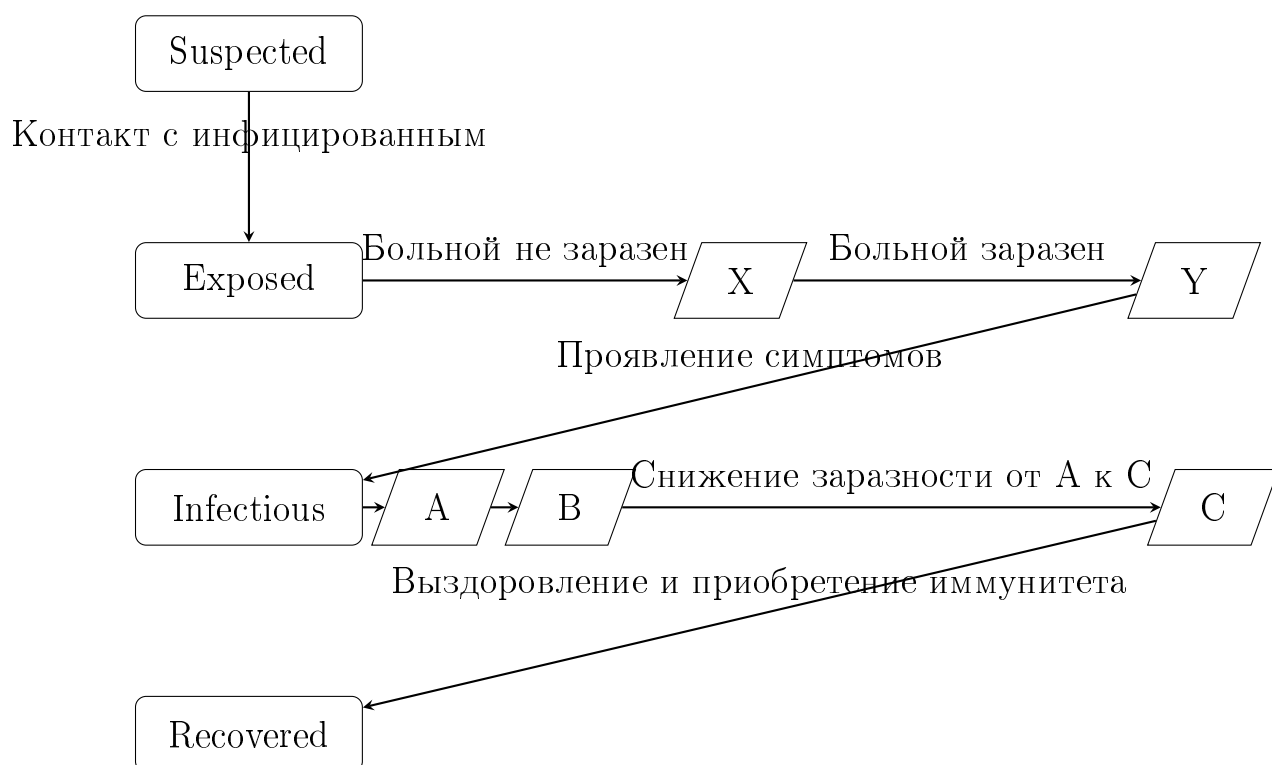 Suspected
Контакт с инфицированным
Exposed
Больной не заразен
X
Больной заразен
Y
Проявление симптомов
Infectious
A
B
Снижение заразности от А к С
C
Выздоровление и приобретение иммунитета
Recovered